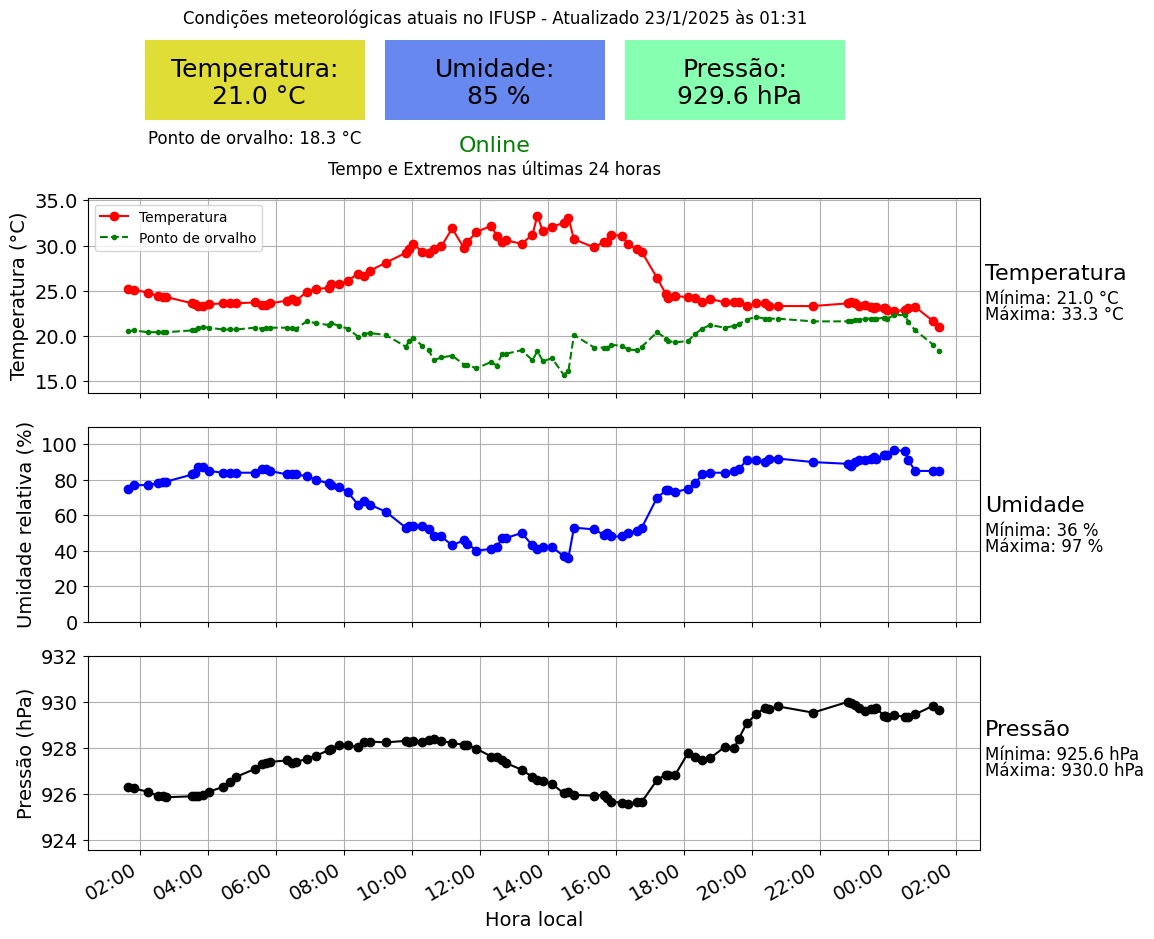 Condições meteorológicas atuais no IFUSP - Atualizado 23/1/2025 às 01:31
Temperatura:
21.0 °C
Umidade:
85 %
Pressão:
929.6 hPa
Ponto de orvalho: 18.3 °C
Online
Tempo e Extremos nas últimas 24 horas
Temperatura (°C)
35.0
30.0
25.0
20.0
15.0
Temperatura
Ponto de orvalho
Temperatura
Mínima: 21.0 °C
Máxima: 33.3 °C
Umidade relativa (%)
100
80
60
40
20
0
Umidade
Mínima: 36 %
Máxima: 97 %
Pressão (hPa)
932
930
928
926
924
Pressão
Mínima: 925.6 hPa
Máxima: 930.0 hPa
02:00
04:00
06:00
08:00
10:00
12:00
14:00
16:00
18:00
20:00
22:00
00:00
02:00
Hora local